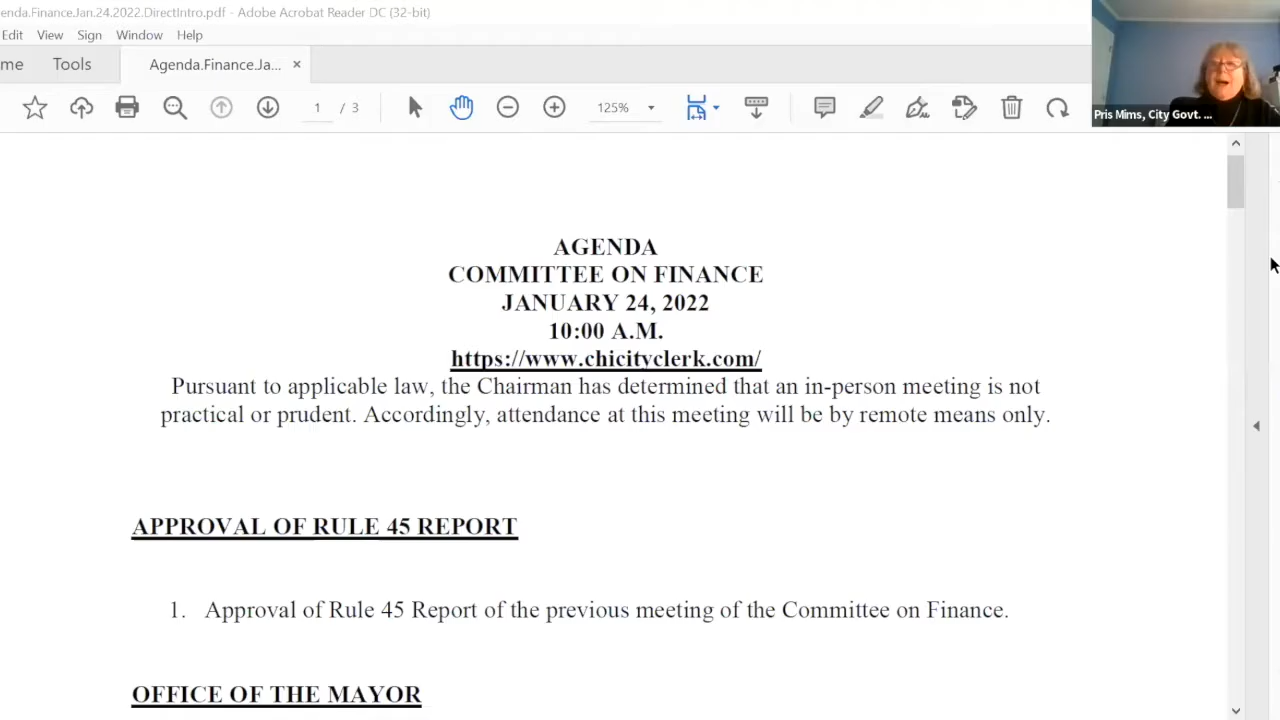 enda.Finance.Jan.24.2022.DirectIntro.pdf - Adobe Acrobat Reader DC (32-bit)
Edit View Sign Window Help
me Tools Agenda.Finance.Ja... ×
1 / 3 125%
Pris Mims, City Govt. ...
AGENDA
COMMITTEE ON FINANCE
JANUARY 24, 2022
10:00 A.M.
https://www.chicityclerk.com/
Pursuant to applicable law, the Chairman has determined that an in-person meeting is not
practical or prudent. Accordingly, attendance at this meeting will be by remote means only.
APPROVAL OF RULE 45 REPORT
1. Approval of Rule 45 Report of the previous meeting of the Committee on Finance.
OFFICE OF THE MAYOR